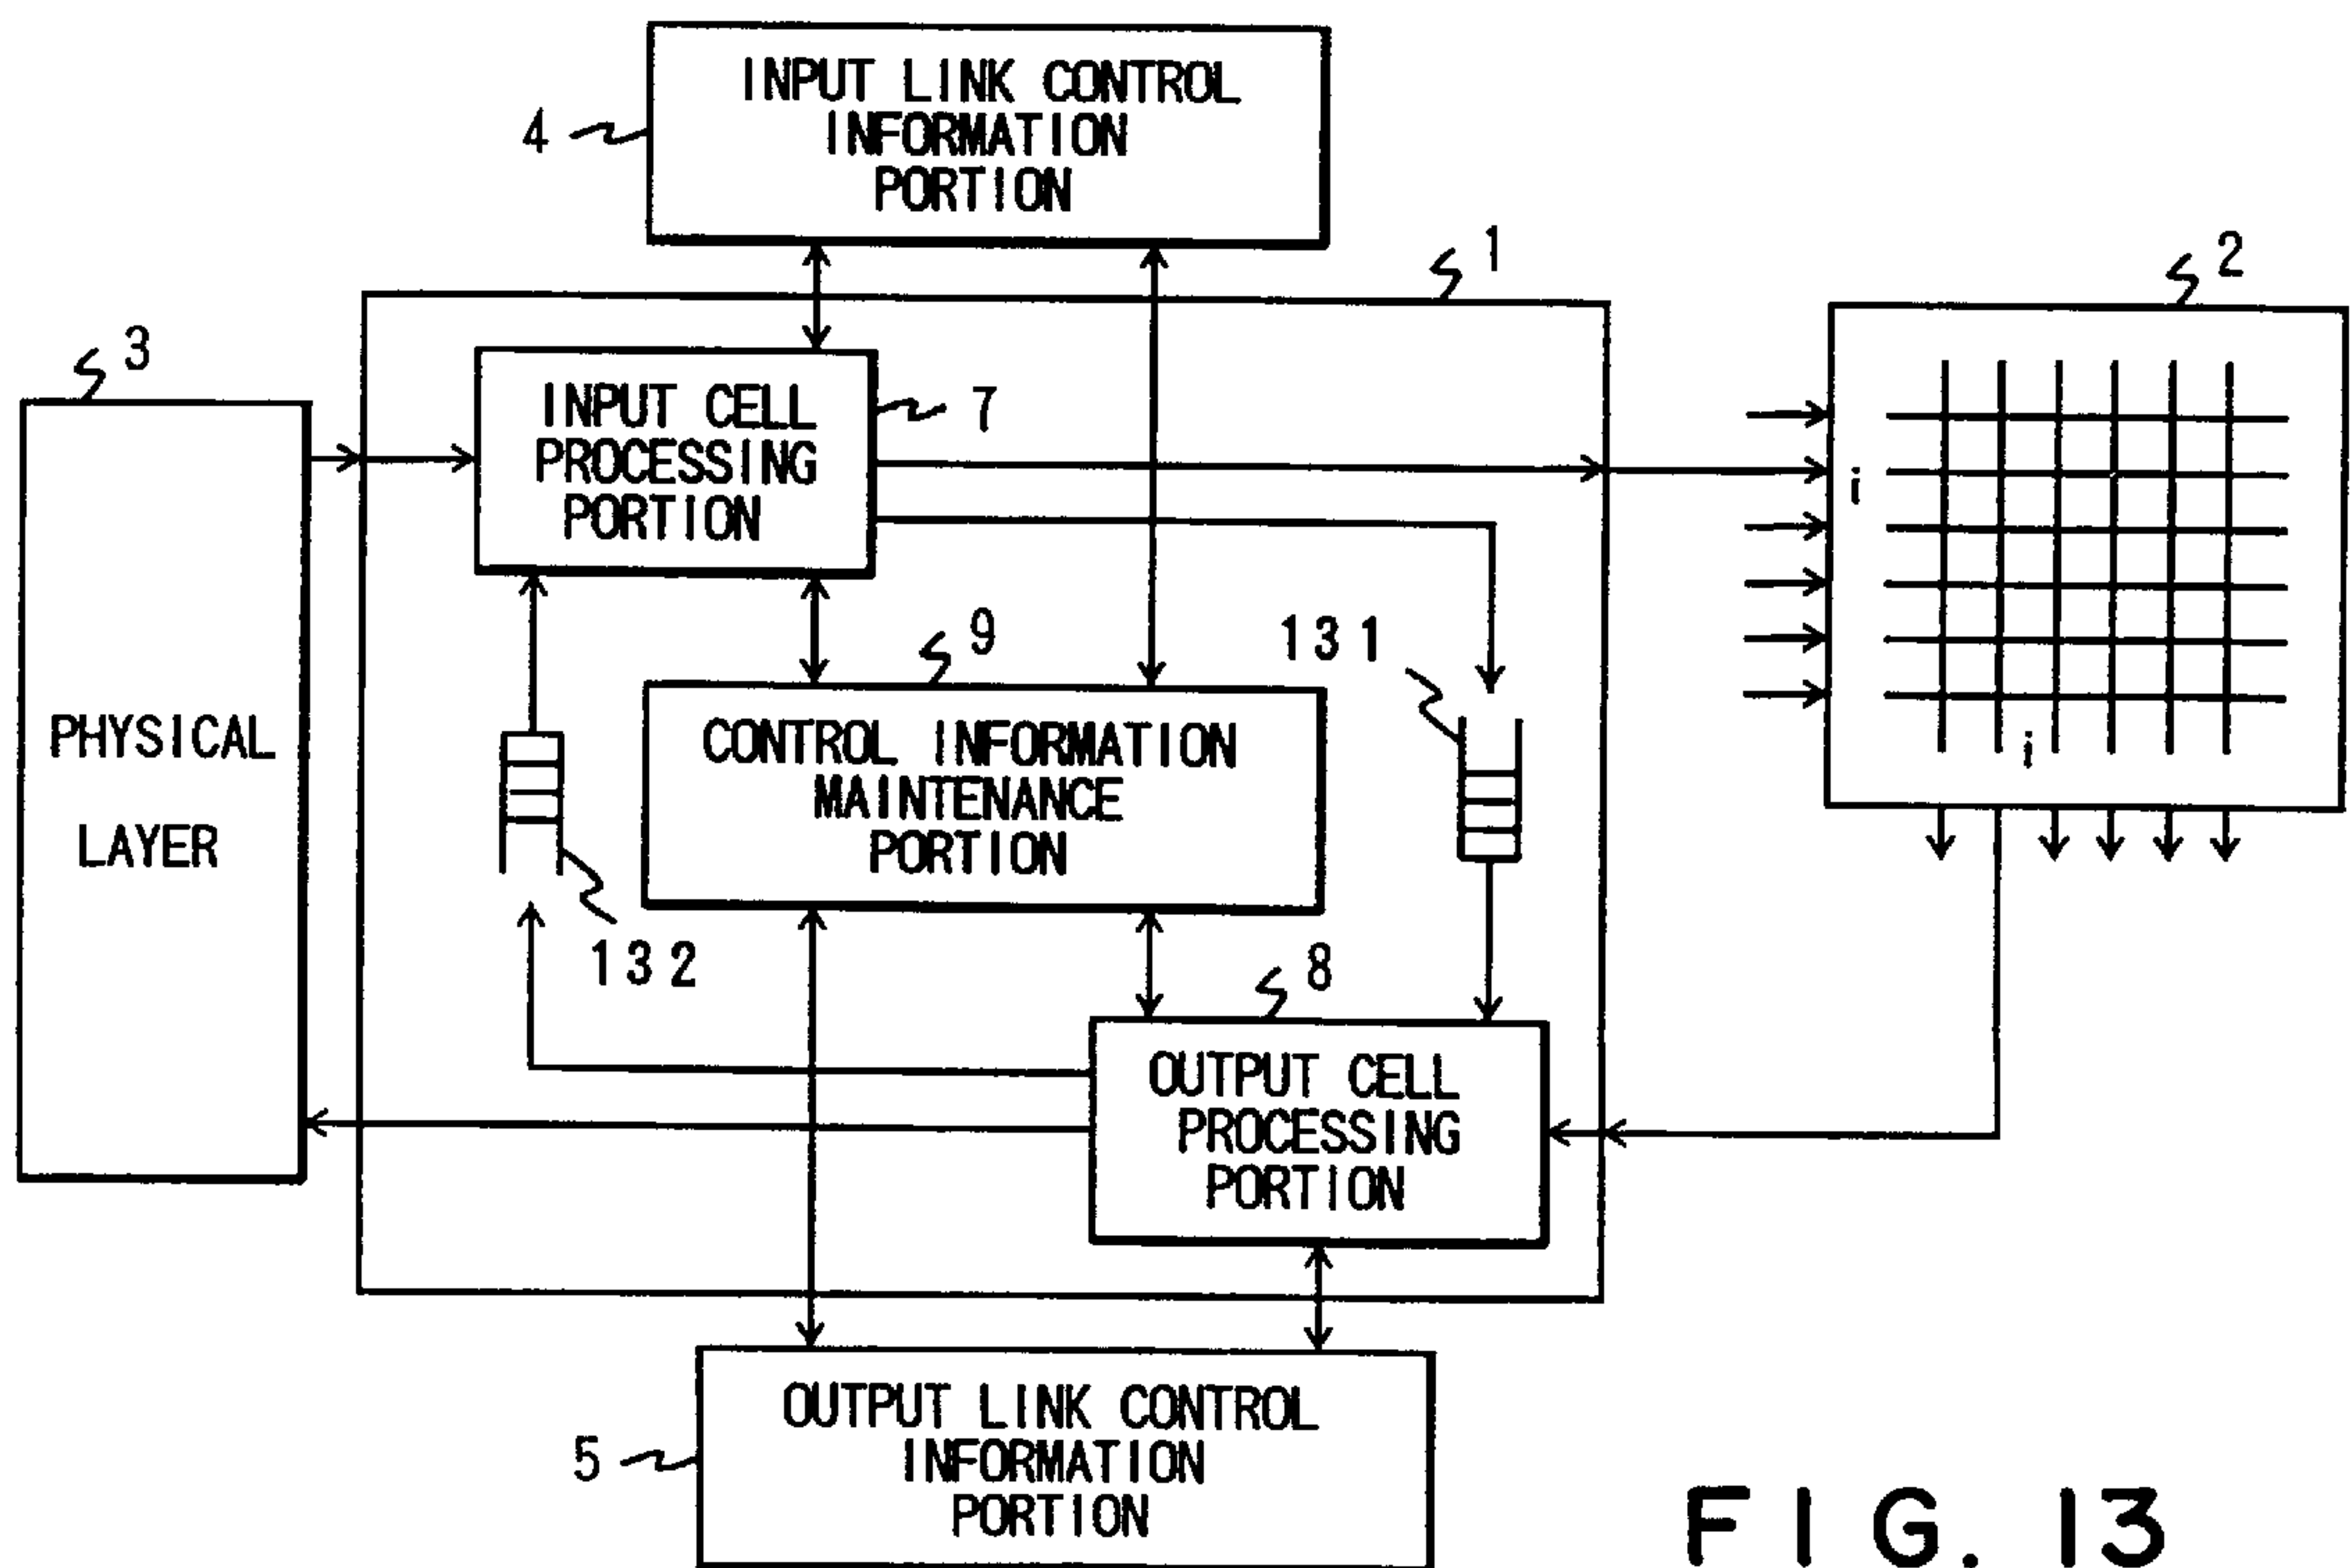 INPUT LINK CONTROL
INFORMATION
PORTION
4
1
2
3
INPUT CELL
PROCESSING
PORTION
7
i
PHYSICAL
LAYER
9
131
CONTROL INFORMATION
MAINTENANCE
PORTION
i
132
8
OUTPUT CELL
PROCESSING
PORTION
5
OUTPUT LINK CONTROL
INFORMATION
PORTION
FIG. 13